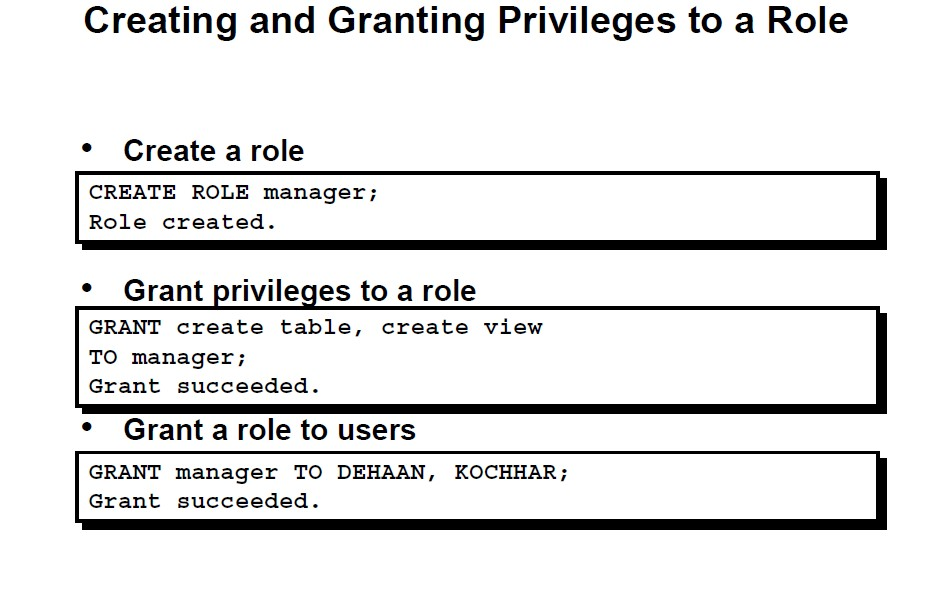 Creating and Granting Privileges to a Role
• Create a role
CREATE ROLE manager;
Role created.
• Grant privileges to a role
GRANT create table, create view
TO manager;
Grant succeeded.
• Grant a role to users
GRANT manager TO DEHAAN, KOCHHAR;
Grant succeeded.